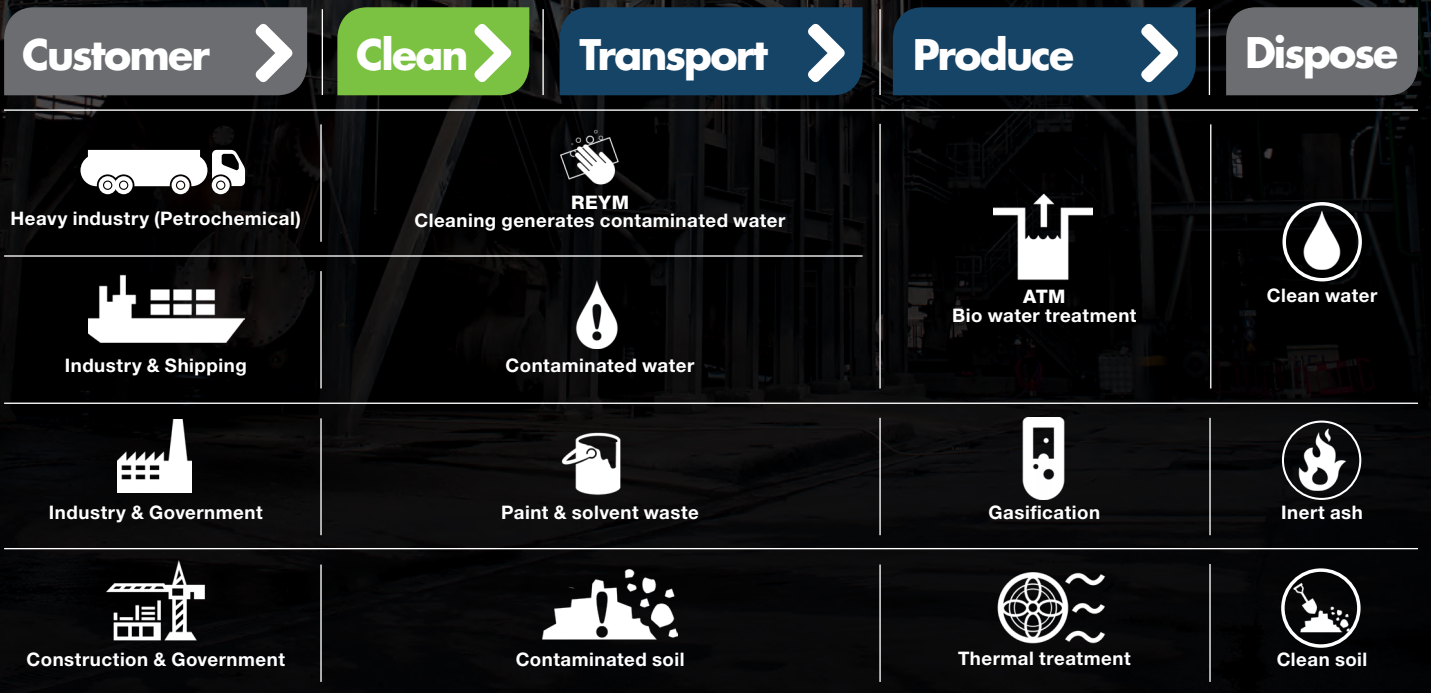 Customer
Clean
Transport
Produce
Dispose
Heavy industry (Petrochemical)
REYM
Cleaning generates contaminated water
ATM
Bio water treatment
Clean water
Industry & Shipping
Contaminated water
Industry & Government
Paint & solvent waste
Gasification
Inert ash
Construction & Government
Contaminated soil
Thermal treatment
Clean soil